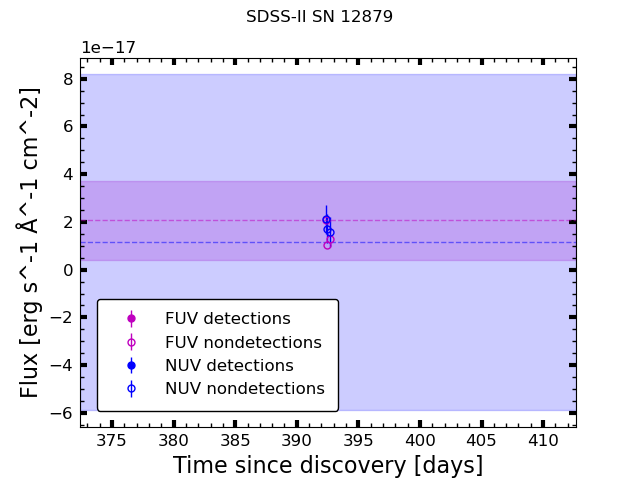 SDSS-II SN 12879
1e−17
Flux [erg s^-1 Å^-1 cm^-2]
8
6
4
2
0
−2
−4
−6
FUV detections
FUV nondetections
NUV detections
NUV nondetections
375 380 385 390 395 400 405 410
Time since discovery [days]